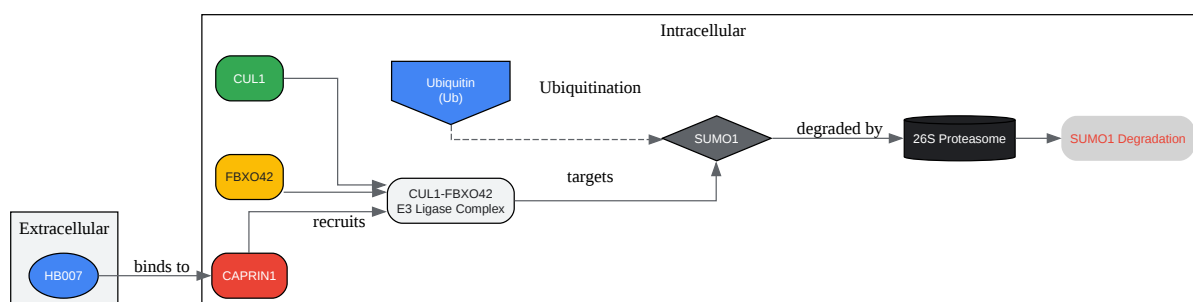 Intracellular
CUL1
Ubiquitin
(Ub)
Ubiquitination
SUMO1
degraded by
26S Proteasome
SUMO1 Degradation
FBXO42
CUL1-FBXO42
E3 Ligase Complex
targets
recruits
Extracellular
HB007
binds to
CAPRIN1